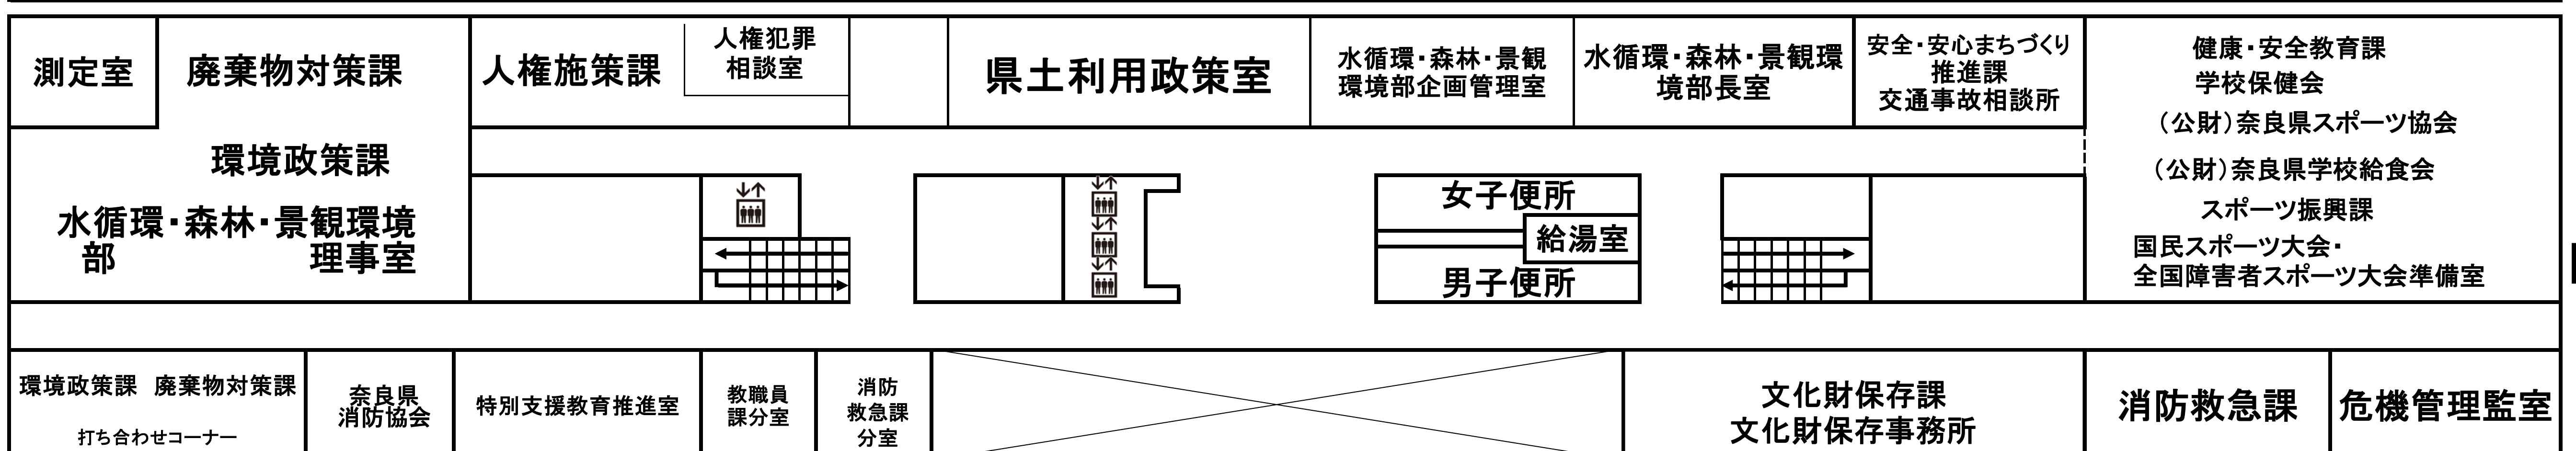 測定室
廃棄物対策課
環境政策課
水循環・森林・景観環境
部 理事室
人権施策課
人権犯罪
相談室
県土利用政策室
水循環・森林・景観
環境部企画管理室
水循環・森林・景観環
境部長室
安全・安心まちづくり
推進課
交通事故相談所
健康・安全教育課
学校保健会
（公財）奈良県スポーツ協会
（公財）奈良県学校給食会
スポーツ振興課
国民スポーツ大会・
全国障害者スポーツ大会準備室
女子便所
給湯室
男子便所
環境政策課 廃棄物対策課
打ち合わせコーナー
奈良県
消防協会
特別支援教育推進室
教職員
課分室
消防
救急課
分室
文化財保存課
文化財保存事務所
消防救急課
危機管理監室